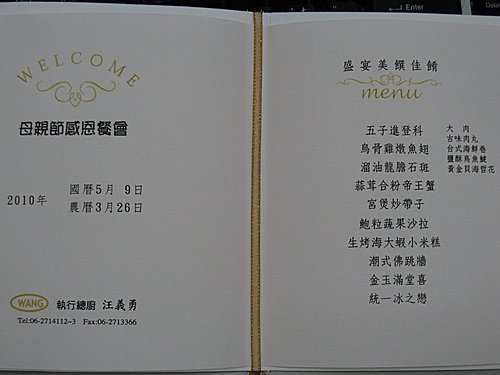 WELCOME
母親節感恩餐會
2010年
國曆5月 9日
農曆3月26日
WANG
執行總廚 汪義勇
Tel:06-2714112~3 Fax:06-2713366
盛宴美饌佳餚
menu
五子進登科
大 肉
古味肉丸
台式海鮮卷
鹽酥烏魚鰎
黃金貝海哲花
烏骨雞燉魚翅
溜油龍膽石斑
蒜茸合粉帝王蟹
宮煲炒帶子
鮑粒蔬果沙拉
生烤海大蝦小米糕
潮式佛跳牆
金玉滿堂喜
統一冰之戀
Enter
Delete